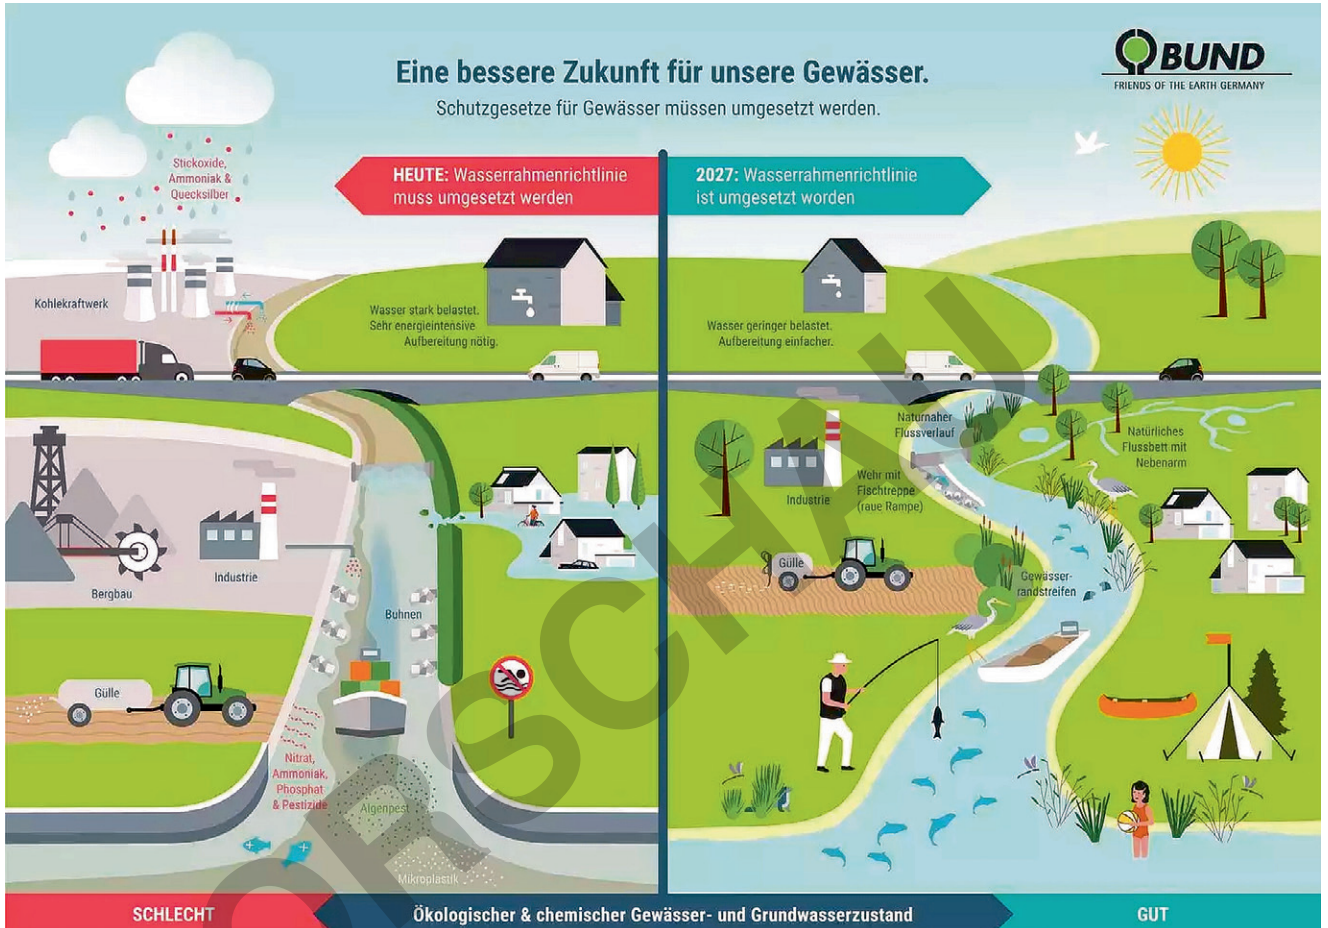 Eine bessere Zukunft für unsere Gewässer.
Schutzgesetze für Gewässer müssen umgesetzt werden.
BUND
FRIENDS OF THE EARTH GERMANY
Stickoxide,
Ammoniak &
Quecksilber
HEUTE: Wasserrahmenrichtlinie
muss umgesetzt werden
2027: Wasserrahmenrichtlinie
ist umgesetzt worden
Kohlekraftwerk
Wasser stark belastet.
Sehr energieintensive
Aufbereitung nötig.
Wasser geringer belastet.
Aufbereitung einfacher.
Bergbau
Industrie
Buhnen
Gülle
Nitrat,
Ammoniak,
Phosphat
& Pestizide
Algenpest
Mikroplastik
Naturnaher
Flussverlauf
Natürliches
Flussbett mit
Nebenarm
Industrie
Wehr mit
Fischtreppe
(raue Rampe)
Gülle
Gewässer-
randstreifen
SCHLECHT
Ökologischer & chemischer Gewässer- und Grundwasserzustand
GUT
ORSCHAU